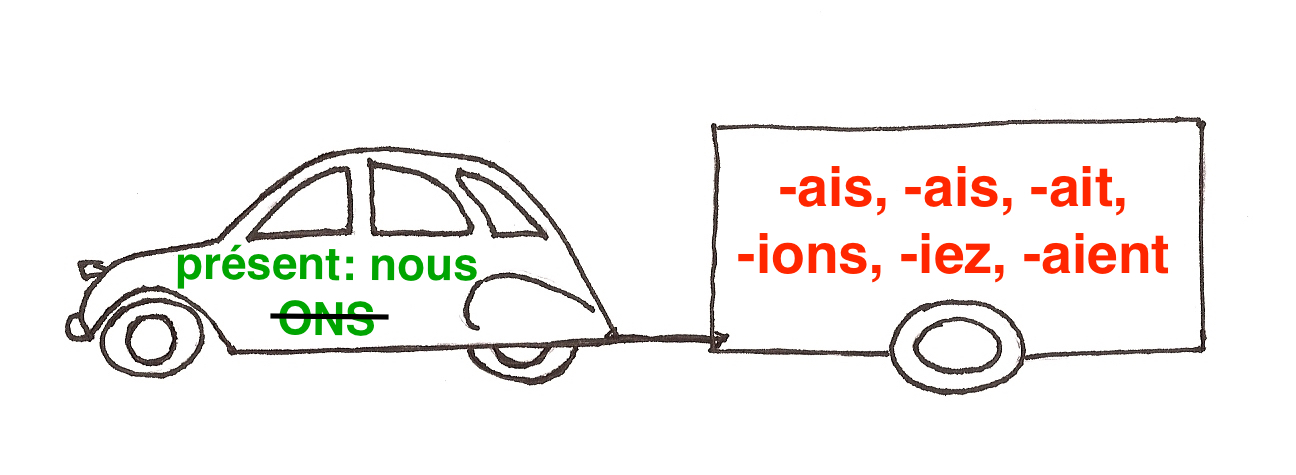 présent: nous
ONS
-ais, -ais, -ait,
-ions, -iez, -aient